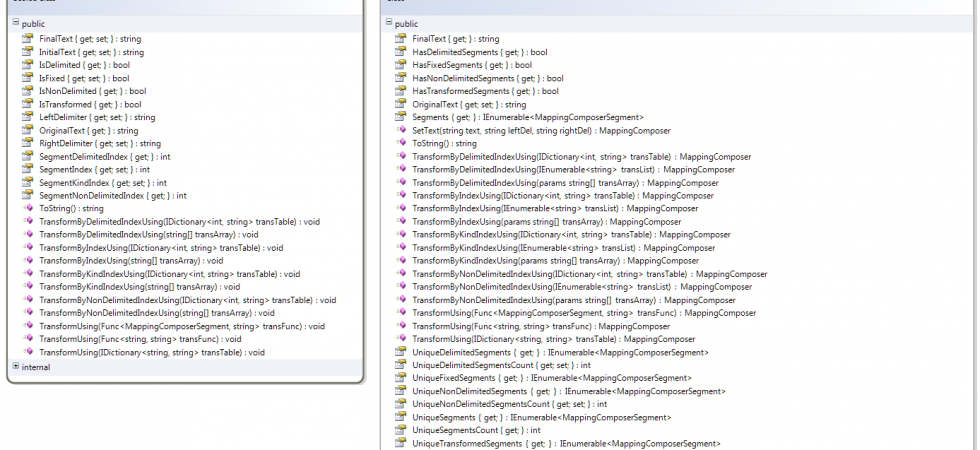 public
FinalText { get; set; } : string
InitialText { get; set; } : string
IsDelimited { get; } : bool
IsFixed { get; set; } : bool
IsNonDelimited { get; } : bool
IsTransformed { get; } : bool
LeftDelimiter { get; set; } : string
OriginalText { get; } : string
RightDelimiter { get; set; } : string
SegmentDelimitedIndex { get; } : int
SegmentIndex { get; set; } : int
SegmentKindIndex { get; set; } : int
SegmentNonDelimitedIndex { get; } : int
ToString() : string
TransformByDelimitedIndexUsing(IDictionary<int, string> transTable) : void
TransformByDelimitedIndexUsing(string[] transArray) : void
TransformByIndexUsing(IDictionary<int, string> transTable) : void
TransformByIndexUsing(string[] transArray) : void
TransformByKindIndexUsing(IDictionary<int, string> transTable) : void
TransformByKindIndexUsing(string[] transArray) : void
TransformByNonDelimitedIndexUsing(IDictionary<int, string> transTable) : void
TransformByNonDelimitedIndexUsing(string[] transArray) : void
TransformUsing(Func<MappingComposerSegment, string> transFunc) : void
TransformUsing(Func<string, string> transFunc) : void
TransformUsing(IDictionary<string, string> transTable) : void
internal
public
FinalText { get; } : string
HasDelimitedSegments { get; } : bool
HasFixedSegments { get; } : bool
HasNonDelimitedSegments { get; } : bool
HasTransformedSegments { get; } : bool
OriginalText { get; set; } : string
Segments { get; } : IEnumerable<MappingComposerSegment>
SetText(string text, string leftDel, string rightDel) : MappingComposer
ToString() : string
TransformByDelimitedIndexUsing(IDictionary<int, string> transTable) : MappingComposer
TransformByDelimitedIndexUsing(IEnumerable<string> transList) : MappingComposer
TransformByDelimitedIndexUsing(params string[] transArray) : MappingComposer
TransformByIndexUsing(IDictionary<int, string> transTable) : MappingComposer
TransformByIndexUsing(IEnumerable<string> transList) : MappingComposer
TransformByIndexUsing(params string[] transArray) : MappingComposer
TransformByKindIndexUsing(IDictionary<int, string> transTable) : MappingComposer
TransformByKindIndexUsing(IEnumerable<string> transList) : MappingComposer
TransformByKindIndexUsing(params string[] transArray) : MappingComposer
TransformByNonDelimitedIndexUsing(IDictionary<int, string> transTable) : MappingComposer
TransformByNonDelimitedIndexUsing(IEnumerable<string> transList) : MappingComposer
TransformByNonDelimitedIndexUsing(params string[] transArray) : MappingComposer
TransformUsing(Func<MappingComposerSegment, string> transFunc) : MappingComposer
TransformUsing(Func<string, string> transFunc) : MappingComposer
TransformUsing(IDictionary<string, string> transTable) : MappingComposer
UniqueDelimitedSegments { get; } : IEnumerable<MappingComposerSegment>
UniqueDelimitedSegmentsCount { get; set; } : int
UniqueFixedSegments { get; } : IEnumerable<MappingComposerSegment>
UniqueNonDelimitedSegments { get; } : IEnumerable<MappingComposerSegment>
UniqueNonDelimitedSegmentsCount { get; set; } : int
UniqueSegments { get; } : IEnumerable<MappingComposerSegment>
UniqueSegmentsCount { get; } : int
UniqueTransformedSegments { get; } : IEnumerable<MappingComposerSegment>